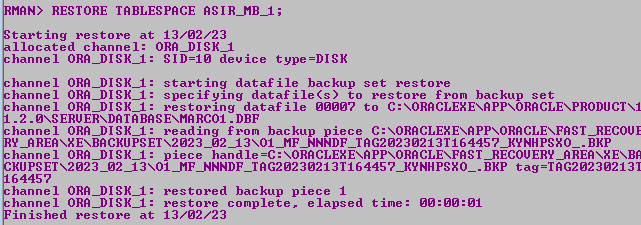 RMAN> RESTORE TABLESPACE ASIR_MB_1;
Starting restore at 13/02/23
allocated channel: ORA_DISK_1
channel ORA_DISK_1: SID=10 device type=DISK
channel ORA_DISK_1: starting datafile backup set restore
channel ORA_DISK_1: specifying datafile(s) to restore from backup set
channel ORA_DISK_1: restoring datafile 00007 to C:\ORACLEXE\APP\ORACLE\PRODUCT\1
1.2.0\SERVER\DATABASE\MARCO1.DBF
channel ORA_DISK_1: reading from backup piece C:\ORACLEXE\APP\ORACLE\FAST_RECOVE
RY_AREA\XE\BACKUPSET\2023_02_13\O1_MF_NNNDF_TAG20230213T164457_KYNHPSXO_.BKP
channel ORA_DISK_1: piece handle=C:\ORACLEXE\APP\ORACLE\FAST_RECOVERY_AREA\XE\BA
CKUPSET\2023_02_13\O1_MF_NNNDF_TAG20230213T164457_KYNHPSXO_.BKP tag=TAG20230213T
164457
channel ORA_DISK_1: restored backup piece 1
channel ORA_DISK_1: restore complete, elapsed time: 00:00:01
Finished restore at 13/02/23